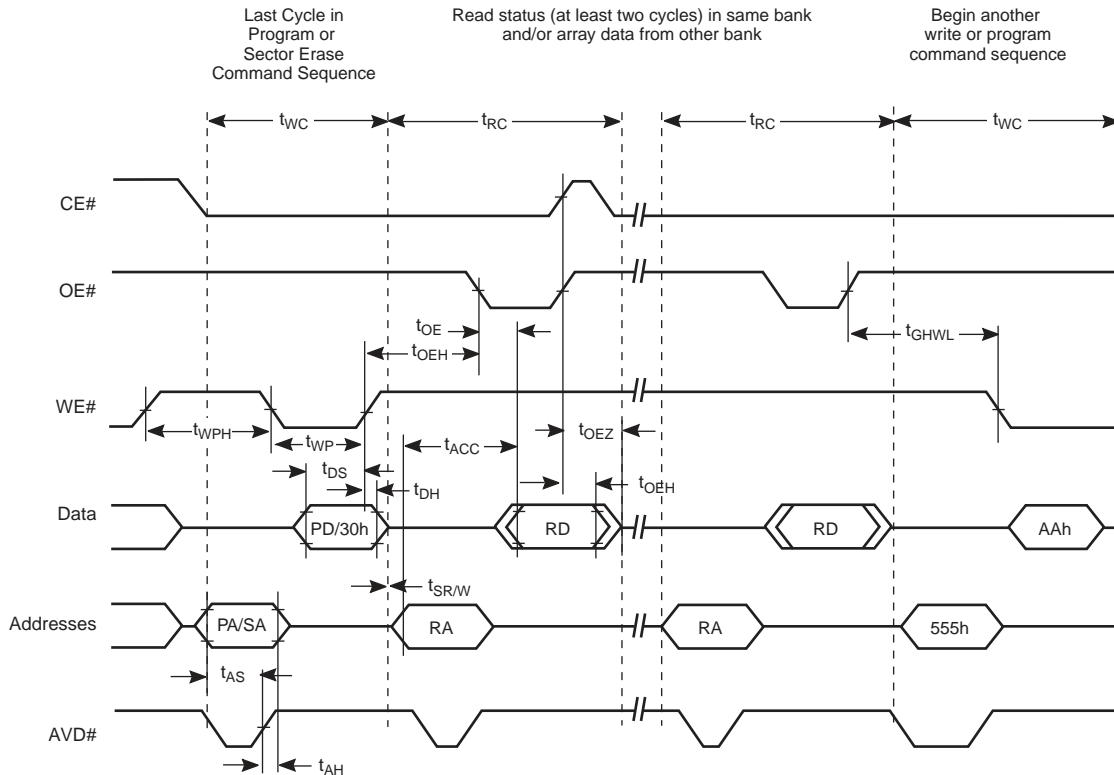 Last Cycle in
Program or
Sector Erase
Command Sequence
Read status (at least two cycles) in same bank
and/or array data from other bank
Begin another
write or program
command sequence
tWC
tRC
tRC
tWC
CE#
OE#
tOE
tOEH
tGHWL
WE#
tWPH
tWP
tACC
tOEZ
tDS
tDH
tOEH
Data
PD/30h
RD
RD
AAh
tSR/W
Addresses
PA/SA
RA
RA
555h
tAS
AVD#
tAH